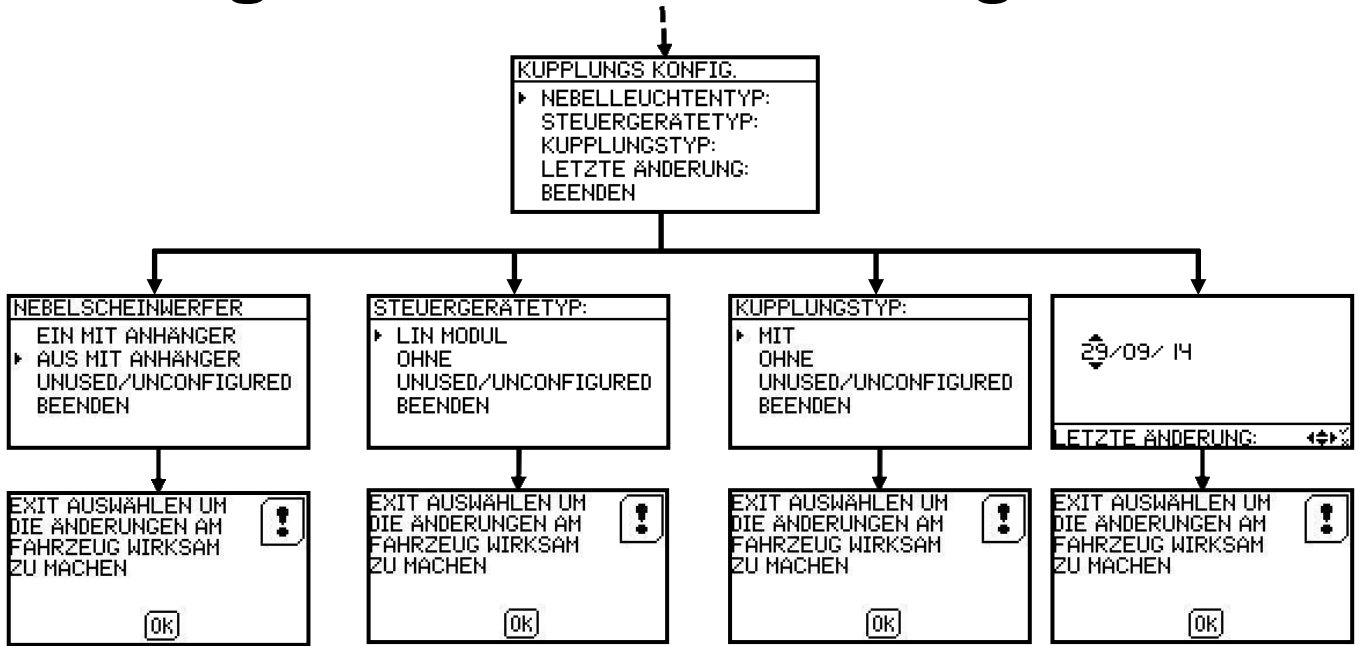 KUPPLUNGS KONFIG.
NEBELLEUCHTENTYP:
STEUERGERÄTETYP:
KUPPLUNGSTYP:
LETZTE ÄNDERUNG:
BEENDEN
NEBELSCHEINWERFER
EIN MIT ANHÄNGER
AUS MIT ANHÄNGER
UNUSED/UNCONFIGURED
BEENDEN
STEUERGERÄTETYP:
LIN MODUL
OHNE
UNUSED/UNCONFIGURED
BEENDEN
KUPPLUNGSTYP:
MIT
OHNE
UNUSED/UNCONFIGURED
BEENDEN
29/09/ 14
LETZTE ÄNDERUNG:
EXIT AUSWÄHLEN UM
DIE ÄNDERUNGEN AM
FAHRZEUG WIRKSAM
ZU MACHEN
OK
EXIT AUSWÄHLEN UM
DIE ÄNDERUNGEN AM
FAHRZEUG WIRKSAM
ZU MACHEN
OK
EXIT AUSWÄHLEN UM
DIE ÄNDERUNGEN AM
FAHRZEUG WIRKSAM
ZU MACHEN
OK
EXIT AUSWÄHLEN UM
DIE ÄNDERUNGEN AM
FAHRZEUG WIRKSAM
ZU MACHEN
OK